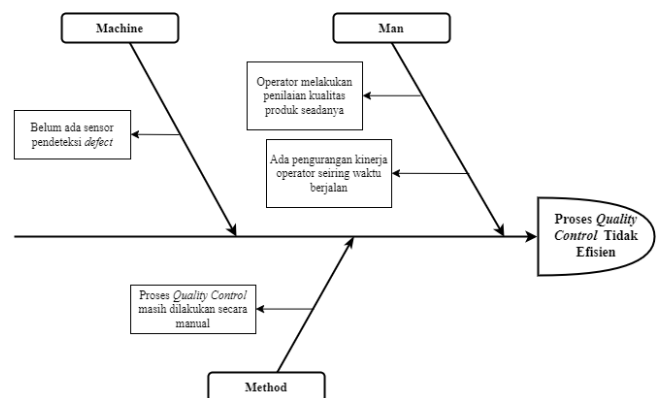 Machine
Man
Operator melakukan
penilaian kualitas
produk seadanya
Belum ada sensor
pendeteksi defect
Ada pengurangan kinerja
operator seiring waktu
berjalan
Proses Quality
Control Tidak
Efisien
Proses Quality Control
masih dilakukan secara
manual
Method